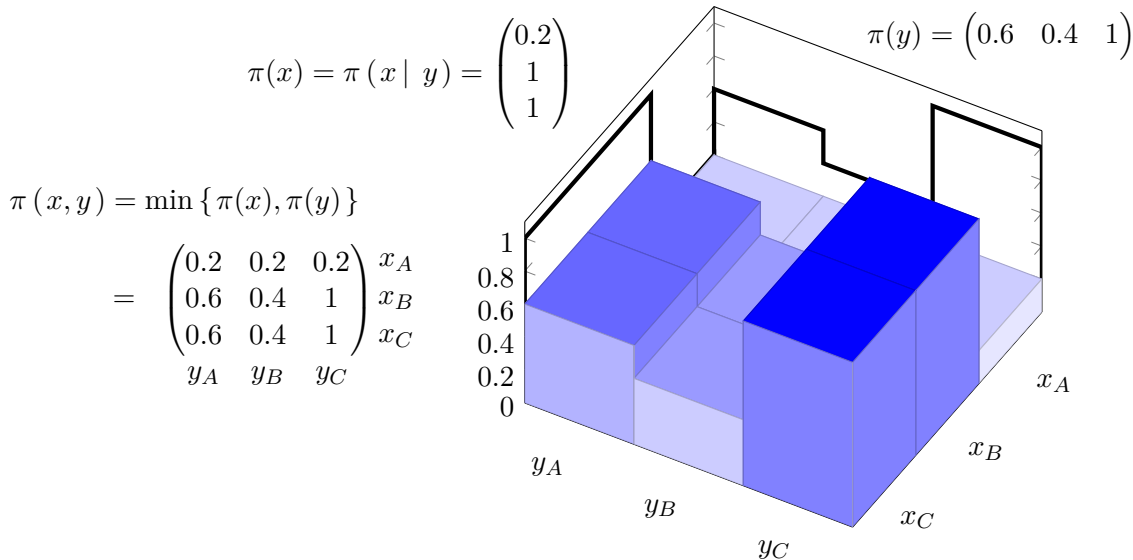 π(x) = π(x | y) = (0.2
1
1)
π(y) = (0.6 0.4 1)
π(x, y) = min{π(x), π(y)}
= (0.2 0.2 0.2) x_A
(0.6 0.4 1) x_B
(0.6 0.4 1) x_C
y_A y_B y_C
1
0.8
0.6
0.4
0.2
0
y_A
y_B
y_C
x_A
x_B
x_C